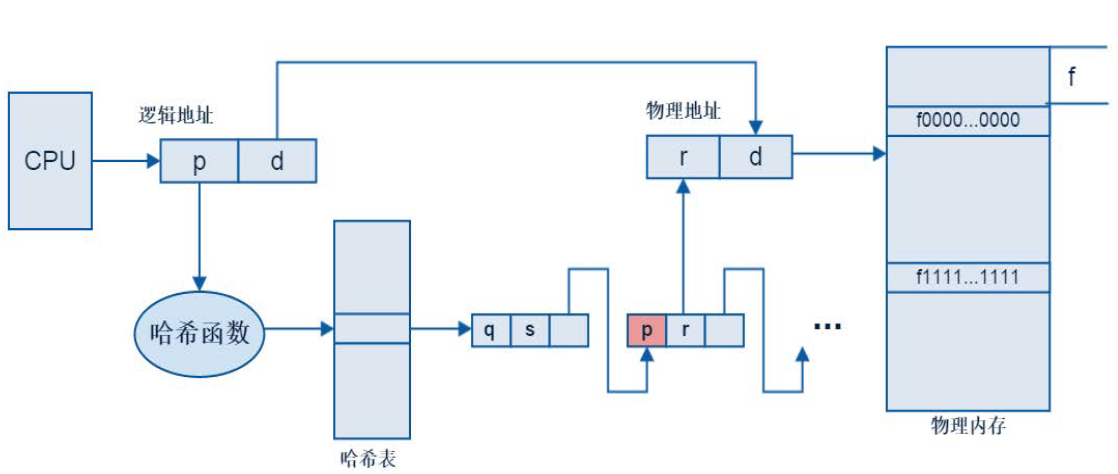 逻辑地址
物理地址
f
CPU
p d
r d
f0000...0000
f1111...1111
哈希函数
q s
p r
...
哈希表
物理内存